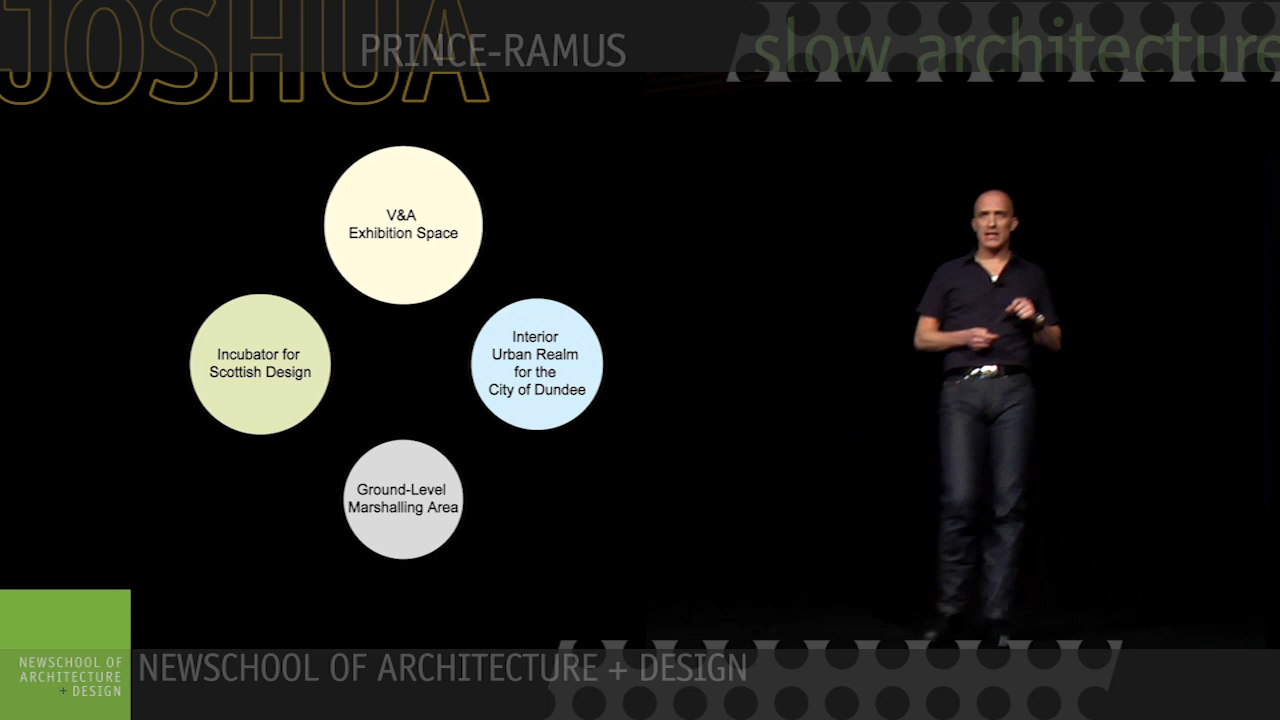 JOSHUA
PRINCE-RAMUS
slow architecture
V&A
Exhibition Space
Incubator for
Scottish Design
Interior
Urban Realm
for the
City of Dundee
Ground-Level
Marshalling Area
NEWSCHOOL OF
ARCHITECTURE
+ DESIGN
NEWSCHOOL OF ARCHITECTURE + DESIGN